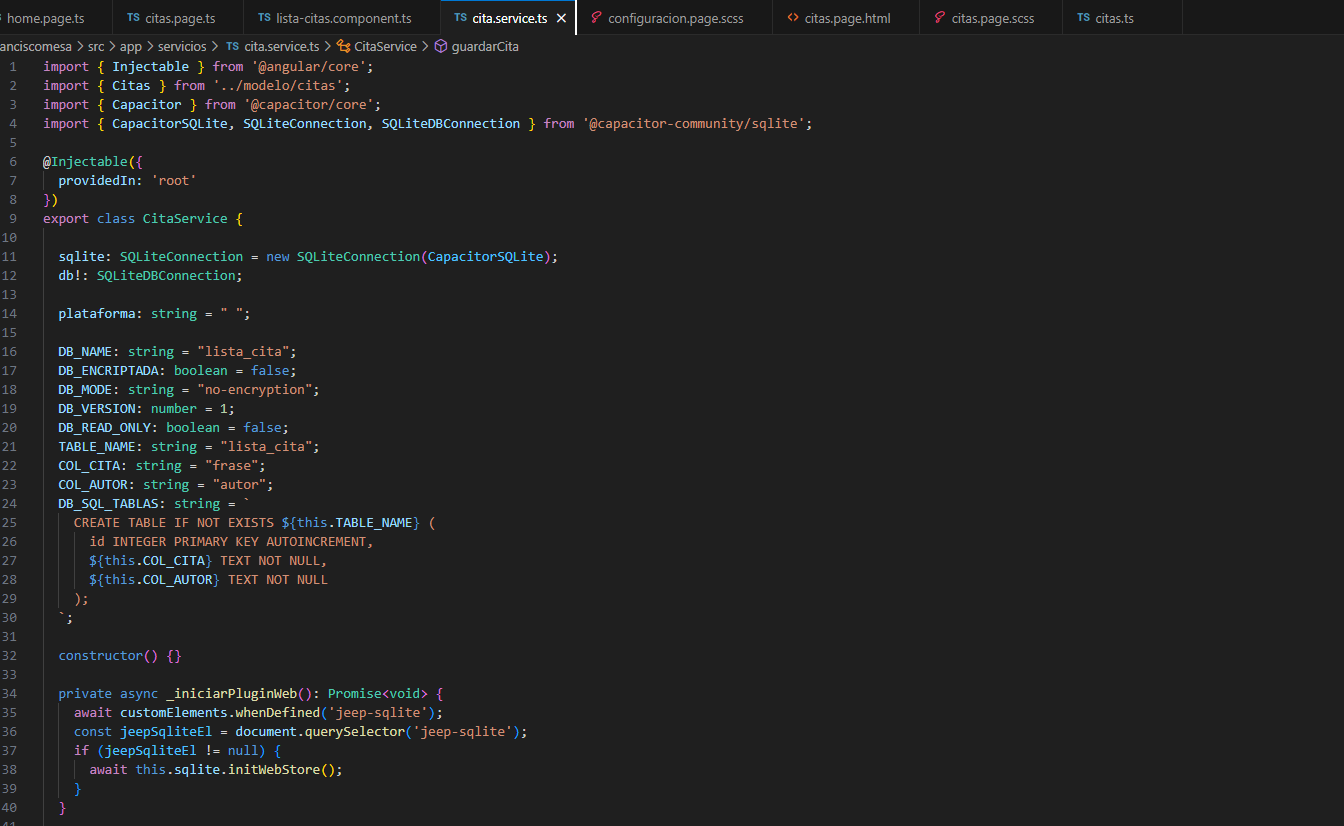 home.page.ts TS citas.page.ts TS lista-citas.component.ts TS cita.service.ts × configuracion.page.scss <> citas.page.html citas.page.scss TS citas.ts
anciscomesa > src > app > servicios > TS cita.service.ts > CitaService > guardarCita
1 import { Injectable } from '@angular/core';
2 import { Citas } from '../modelo/citas';
3 import { Capacitor } from '@capacitor/core';
4 import { CapacitorSQLite, SQLiteConnection, SQLiteDBConnection } from '@capacitor-community/sqlite';
5
6 @Injectable({
7   providedIn: 'root'
8 })
9 export class CitaService {
10
11   sqlite: SQLiteConnection = new SQLiteConnection(CapacitorSQLite);
12   db!: SQLiteDBConnection;
13
14   plataforma: string = " ";
15
16   DB_NAME: string = "lista_cita";
17   DB_ENCRIPTADA: boolean = false;
18   DB_MODE: string = "no-encryption";
19   DB_VERSION: number = 1;
20   DB_READ_ONLY: boolean = false;
21   TABLE_NAME: string = "lista_cita";
22   COL_CITA: string = "frase";
23   COL_AUTOR: string = "autor";
24   DB_SQL_TABLAS: string = `
25     CREATE TABLE IF NOT EXISTS ${this.TABLE_NAME} (
26       id INTEGER PRIMARY KEY AUTOINCREMENT,
27       ${this.COL_CITA} TEXT NOT NULL,
28       ${this.COL_AUTOR} TEXT NOT NULL
29     );
30   `;
31
32   constructor() {}
33
34   private async _iniciarPluginWeb(): Promise<void> {
35     await customElements.whenDefined('jeep-sqlite');
36     const jeepSqliteEl = document.querySelector('jeep-sqlite');
37     if (jeepSqliteEl != null) {
38       await this.sqlite.initWebStore();
39     }
40   }